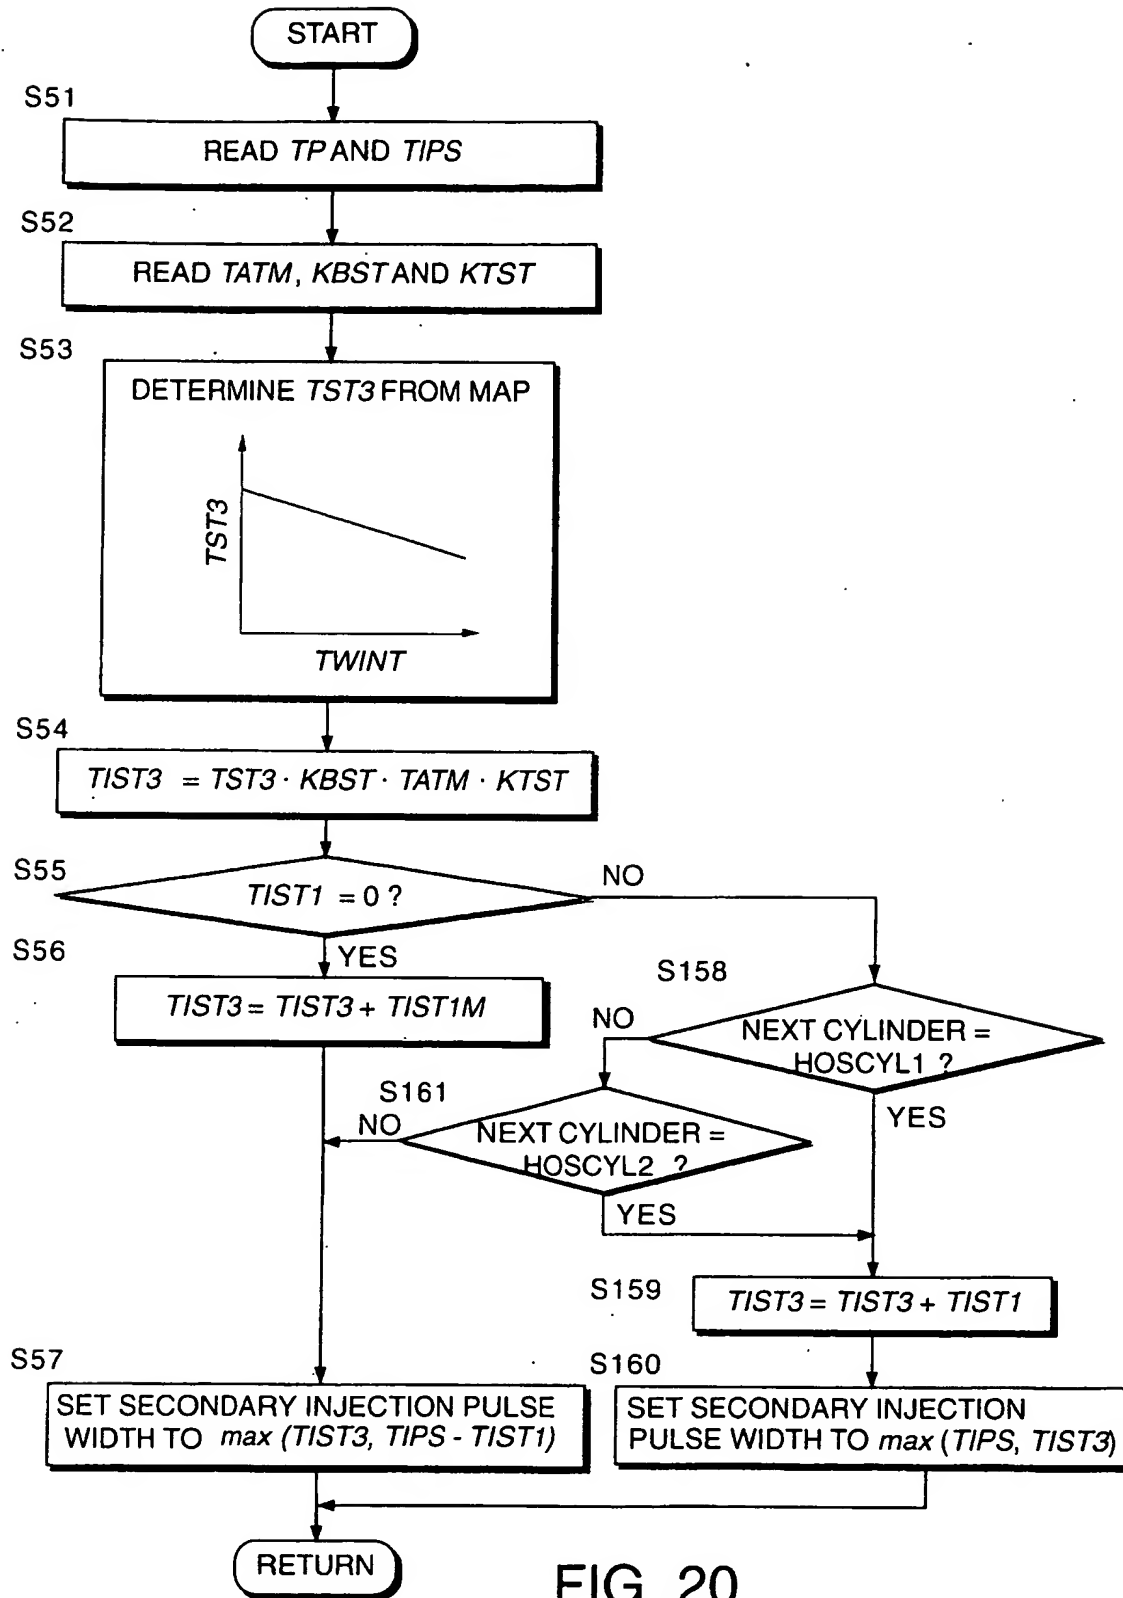 START
S51
READ TP AND TIPS
S52
READ TATM, KBST AND KTST
S53
DETERMINE TST3 FROM MAP
TST3
TWINT
S54
TIST3 = TST3 · KBST · TATM · KTST
S55
TIST1 = 0 ?
NO
YES
S56
TIST3 = TIST3 + TIST1M
S158
NEXT CYLINDER =
HOSCYL1 ?
NO
YES
S161
NEXT CYLINDER =
HOSCYL2 ?
NO
YES
S159
TIST3 = TIST3 + TIST1
S57
SET SECONDARY INJECTION PULSE
WIDTH TO max (TIST3, TIPS - TIST1)
S160
SET SECONDARY INJECTION
PULSE WIDTH TO max (TIPS, TIST3)
RETURN
FIG. 20